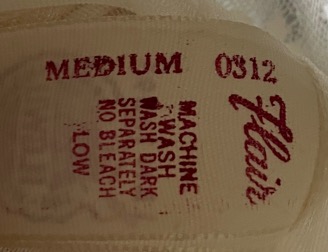 MEDIUM 0312
Flair
MACHINE
WASH
WASH DARK
SEPARATELY
NO BLEACH
LOW